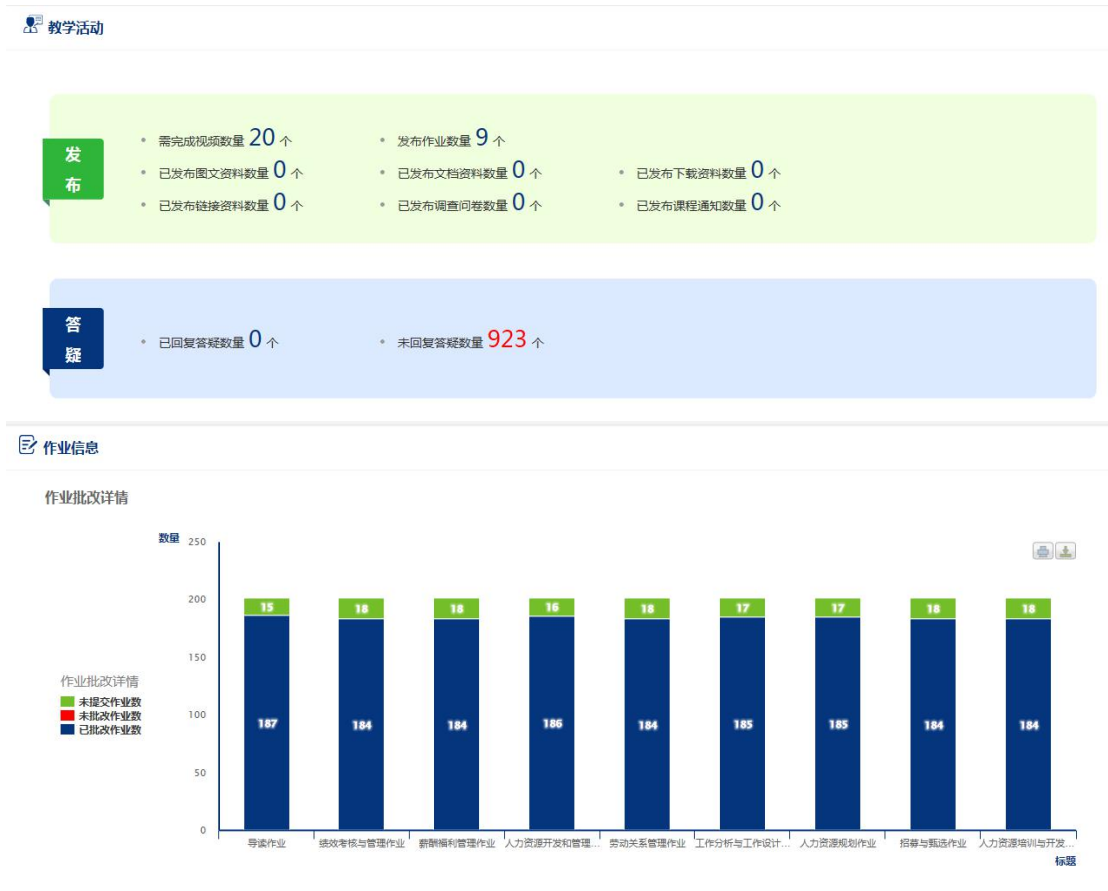 教学活动
发布
需完成视频数量 20 个
发布作业数量 9 个
已发布图文资料数量 0 个
已发布文档资料数量 0 个
已发布下载资料数量 0 个
已发布链接资料数量 0 个
已发布调查问卷数量 0 个
已发布课程通知数量 0 个
答疑
已回复答疑数量 0 个
未回复答疑数量 923 个
作业信息
作业批改详情
数量
250
200
150
100
50
0
作业批改详情
未提交作业数
未批改作业数
已批改作业数
15 18 18 16 18 17 17 18 18
187 184 184 186 184 185 185 184 184
导读作业 绩效考核与管理作业 薪酬福利管理作业 人力资源开发和管理... 劳动关系管理作业 工作分析与工作设计... 人力资源规划作业 招募与甄选作业 人力资源培训与开发...
标题